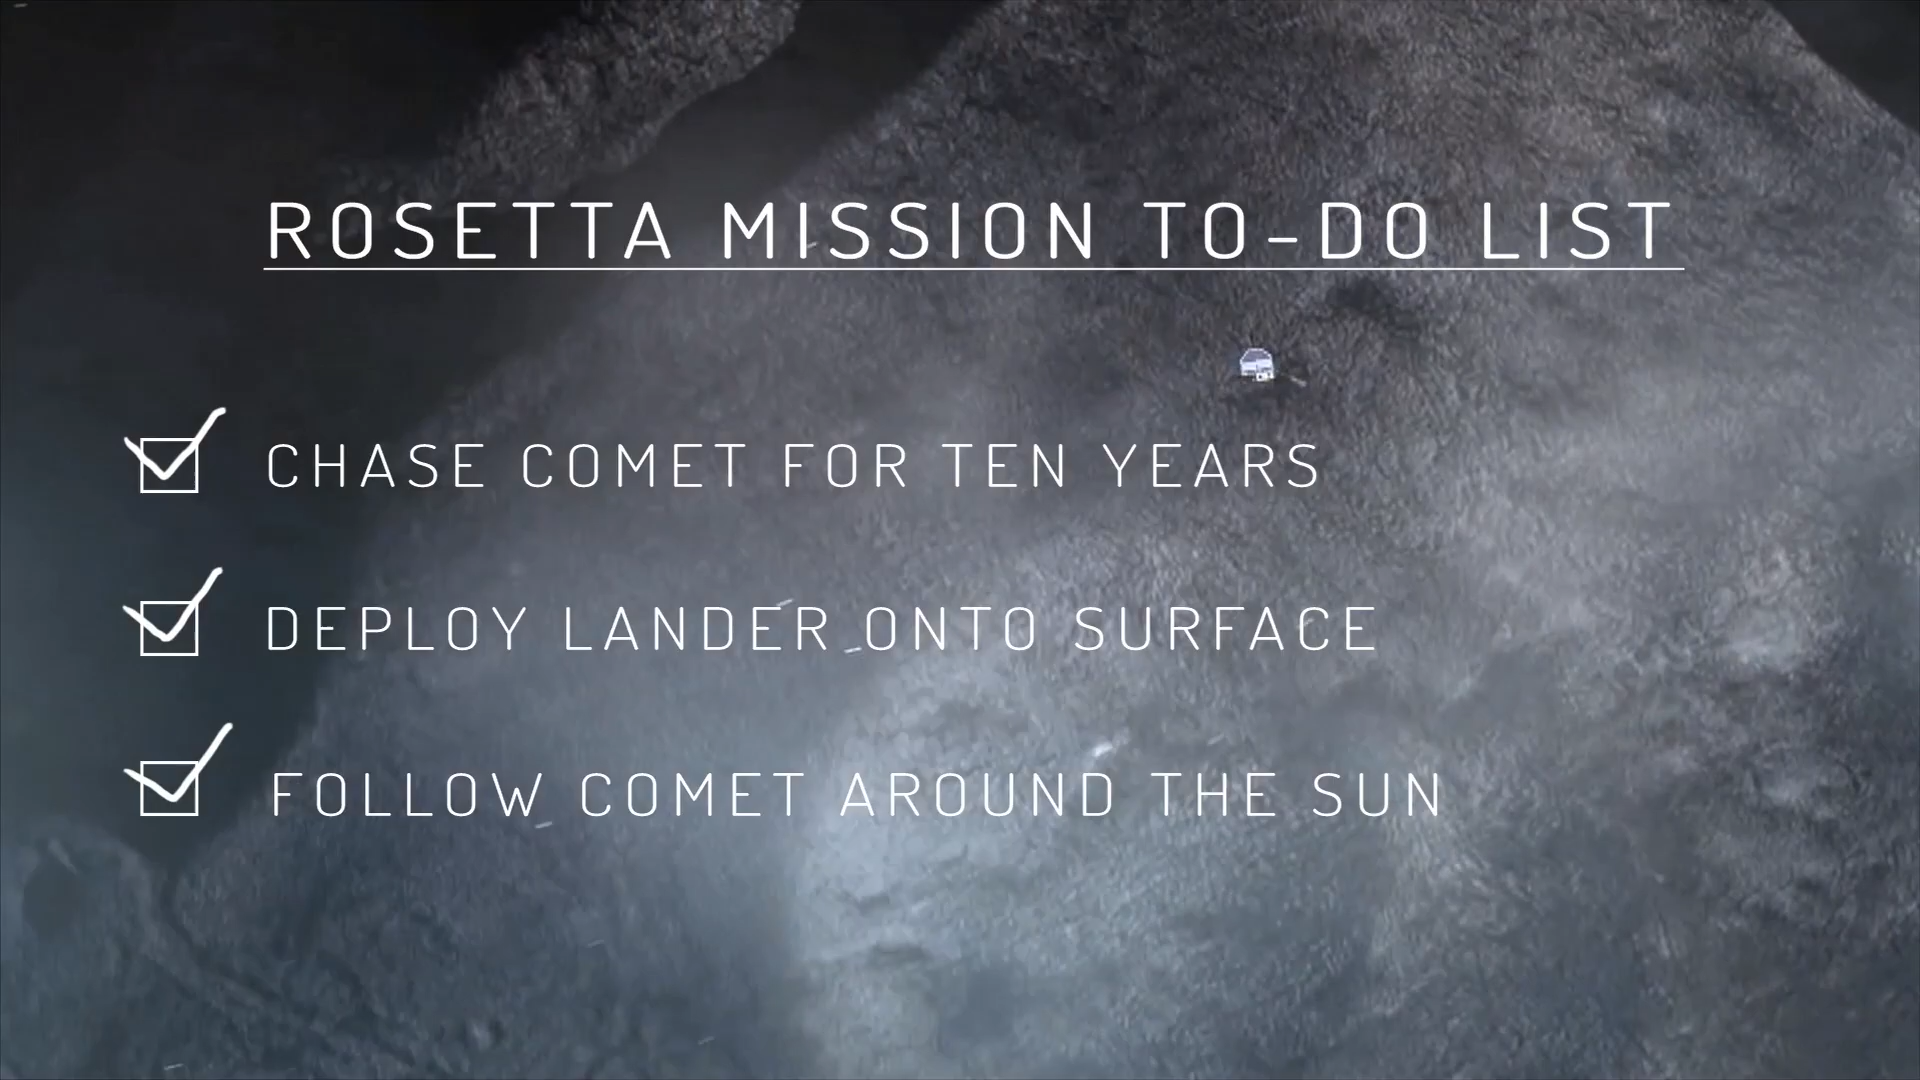 ROSETTA MISSION TO-DO LIST
CHASE COMET FOR TEN YEARS
DEPLOY LANDER ONTO SURFACE
FOLLOW COMET AROUND THE SUN